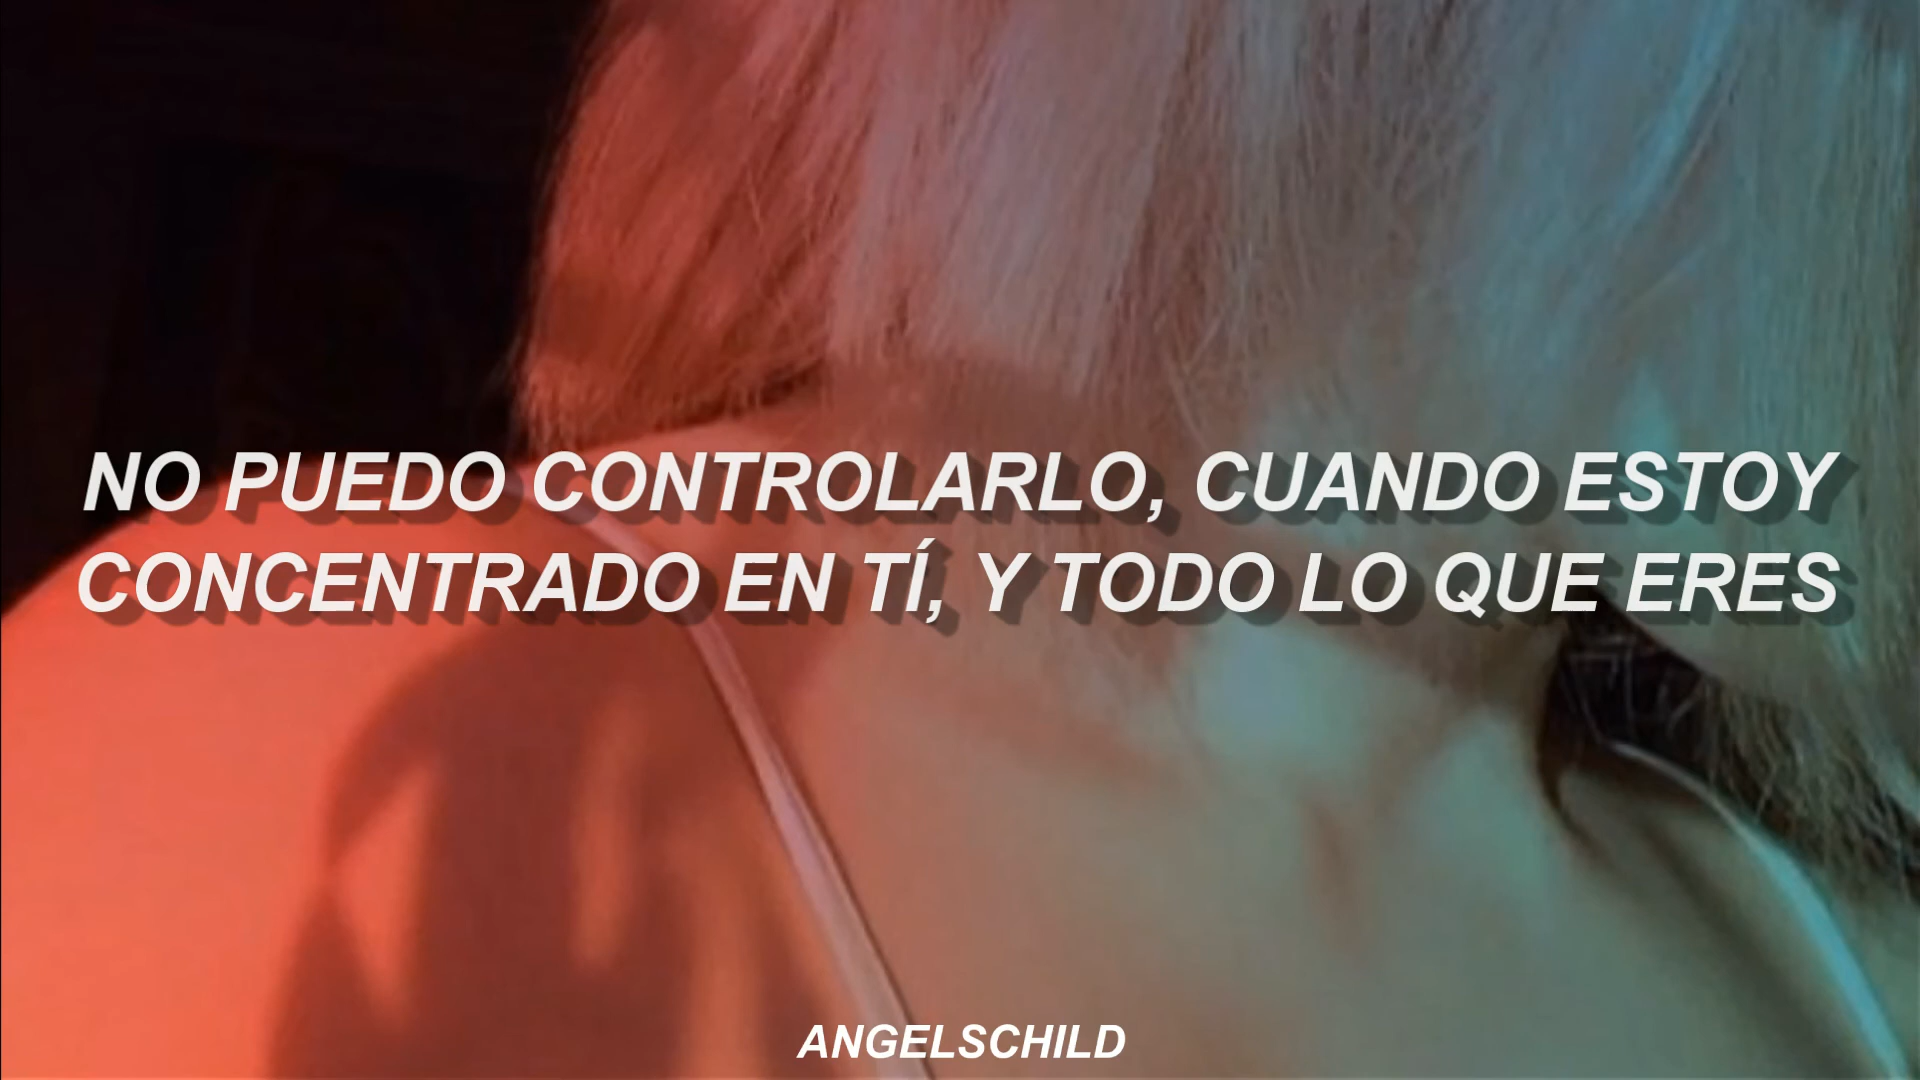 NO PUEDO CONTROLARLO, CUANDO ESTOY
CONCENTRADO EN TÍ, Y TODO LO QUE ERES
ANGELSCHILD